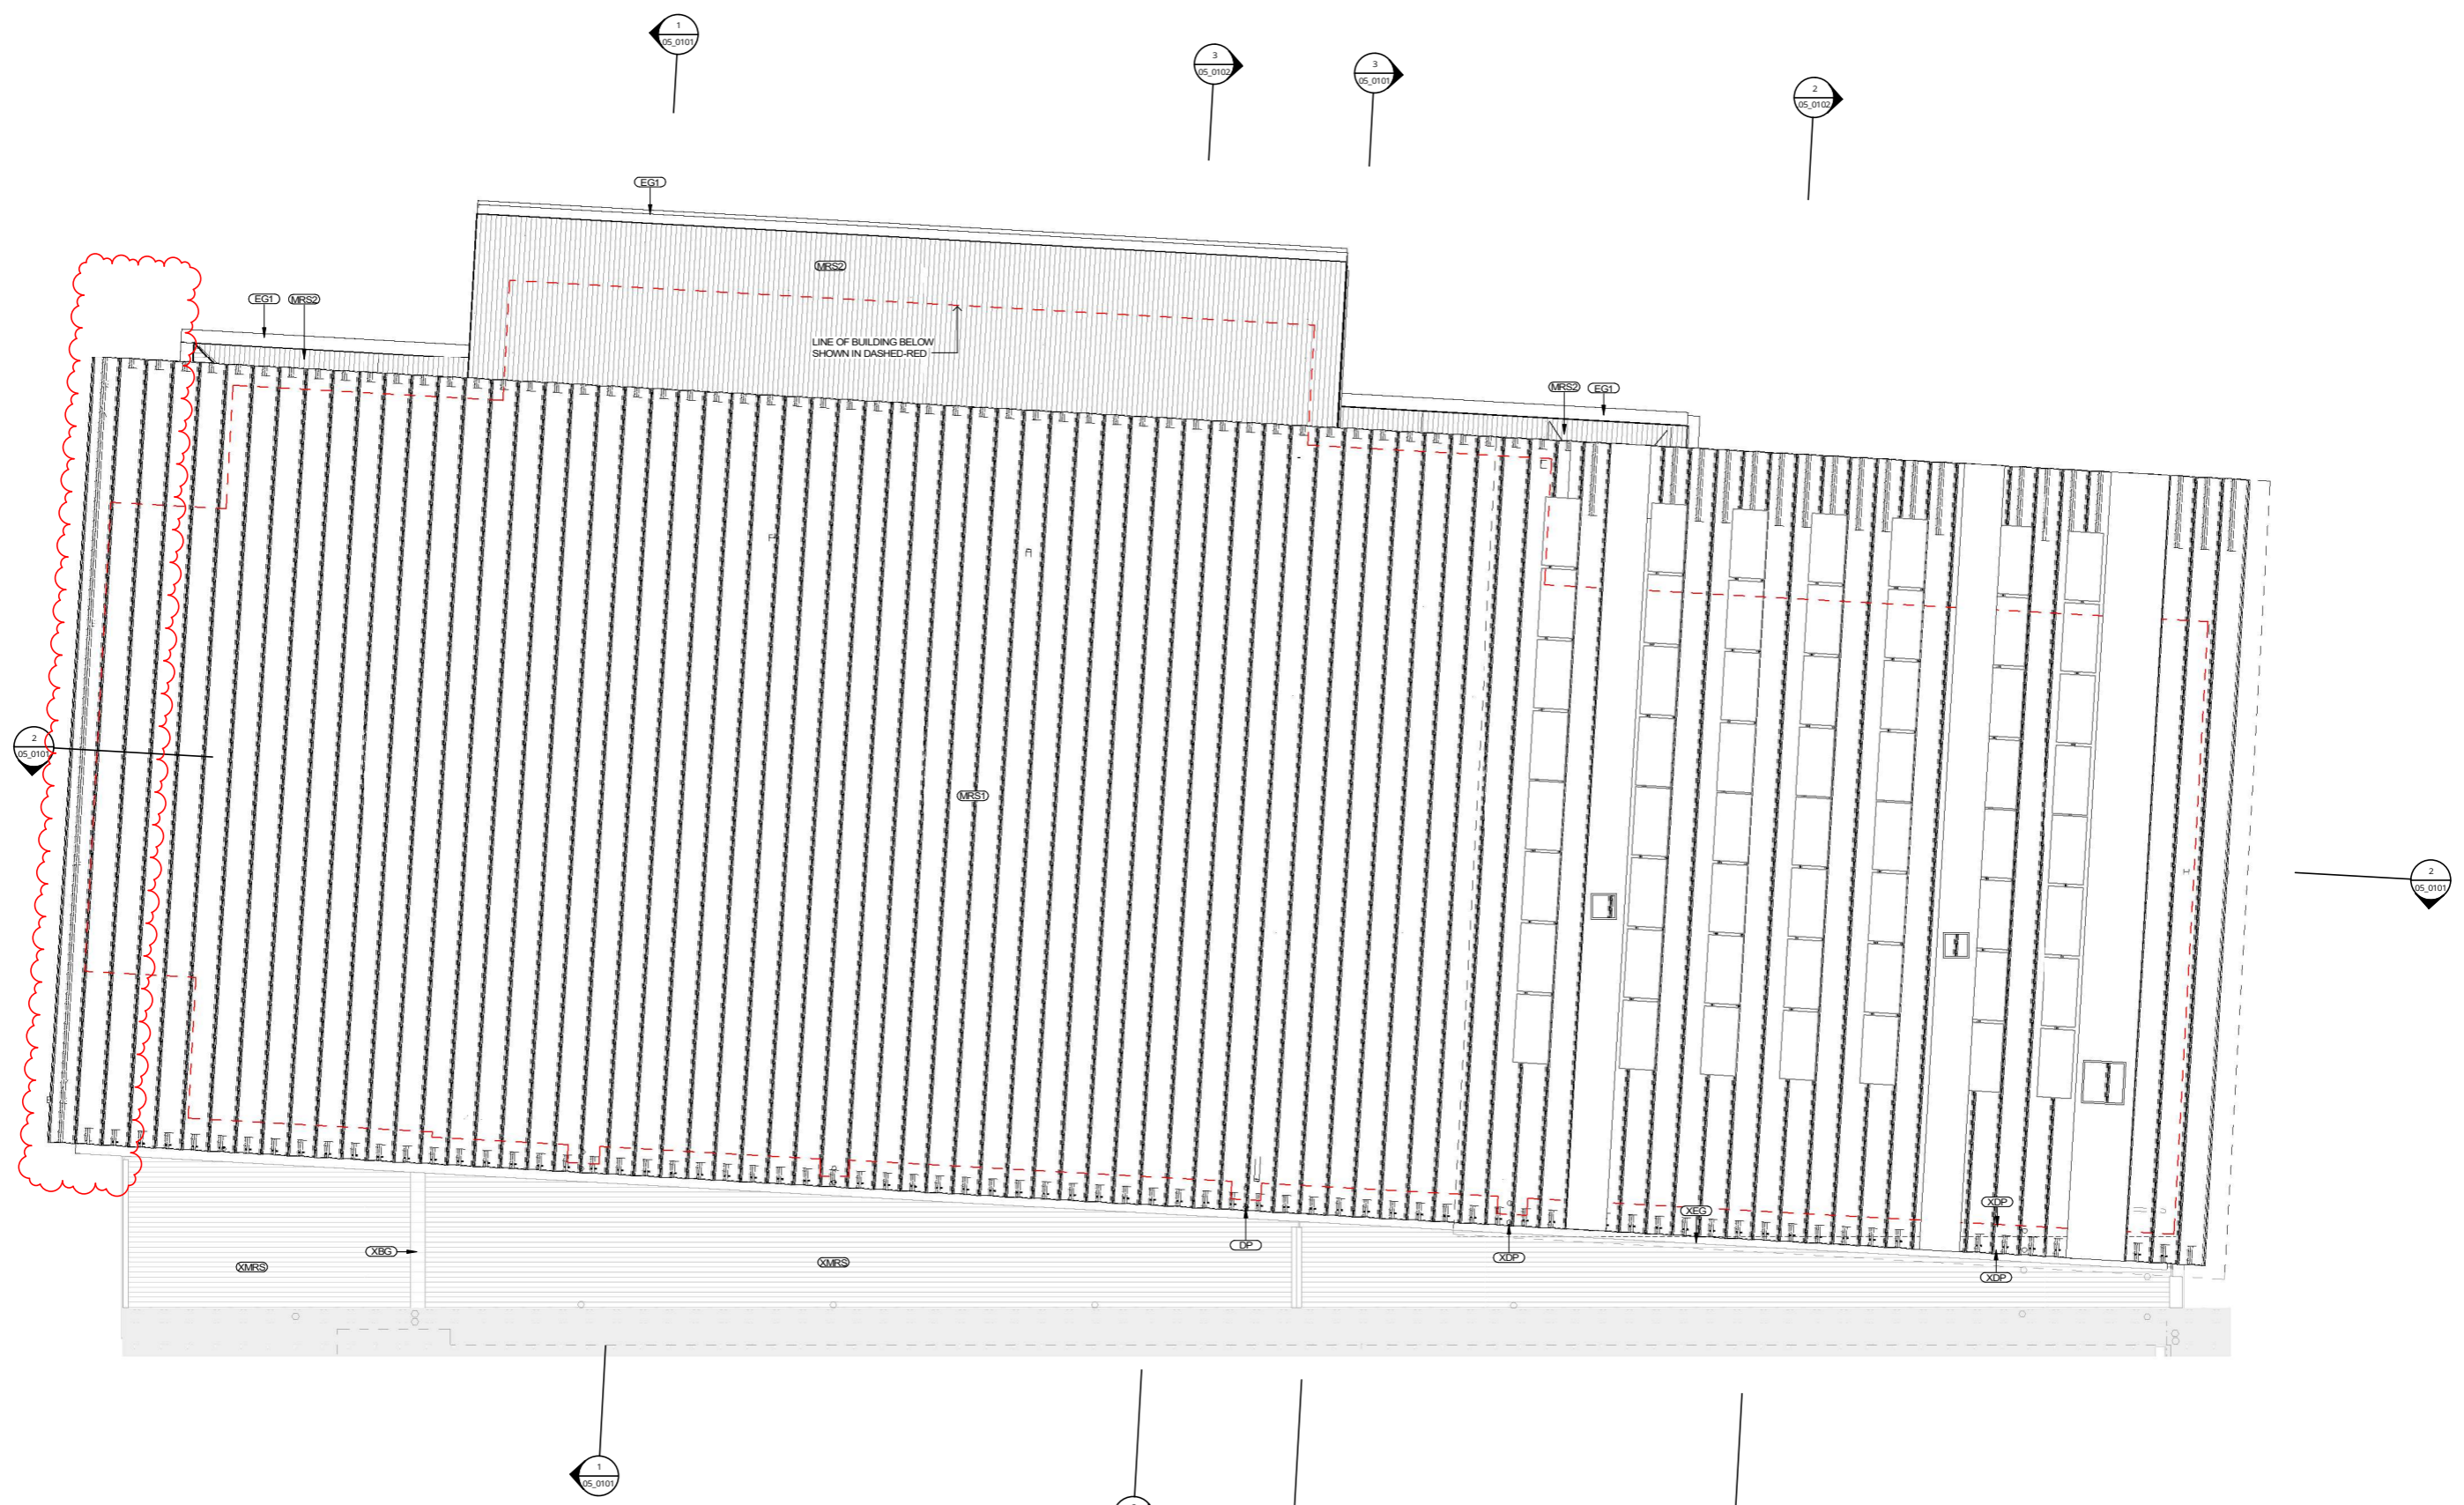 1
05_0101
3
05_0102
3
05_0101
2
05_0102
EG1
MRS2
EG1
MRS2
LINE OF BUILDING BELOW
SHOWN IN DASHED-RED
MRS2
EG1
2
05_0101
MRS1
2
05_0101
XDP
XEG
DP
XBG
XDP
XMRS
XMRS
XDP
1
05_0101